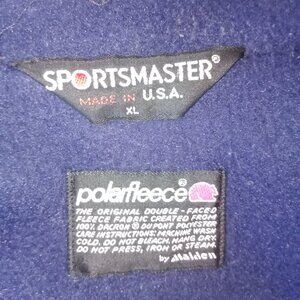 SPORTSMASTER®
MADE IN U.S.A.
XL
polarfleece®
THE ORIGINAL DOUBLE-FACED
FLEECE FABRIC CREATED FROM
100% DACRON® DUPONT POLYESTER
CARE INSTRUCTIONS: MACHINE WASH
COLD. DO NOT BLEACH. HANG DRY.
DO NOT PRESS, IRON OR STEAM.
by Malden